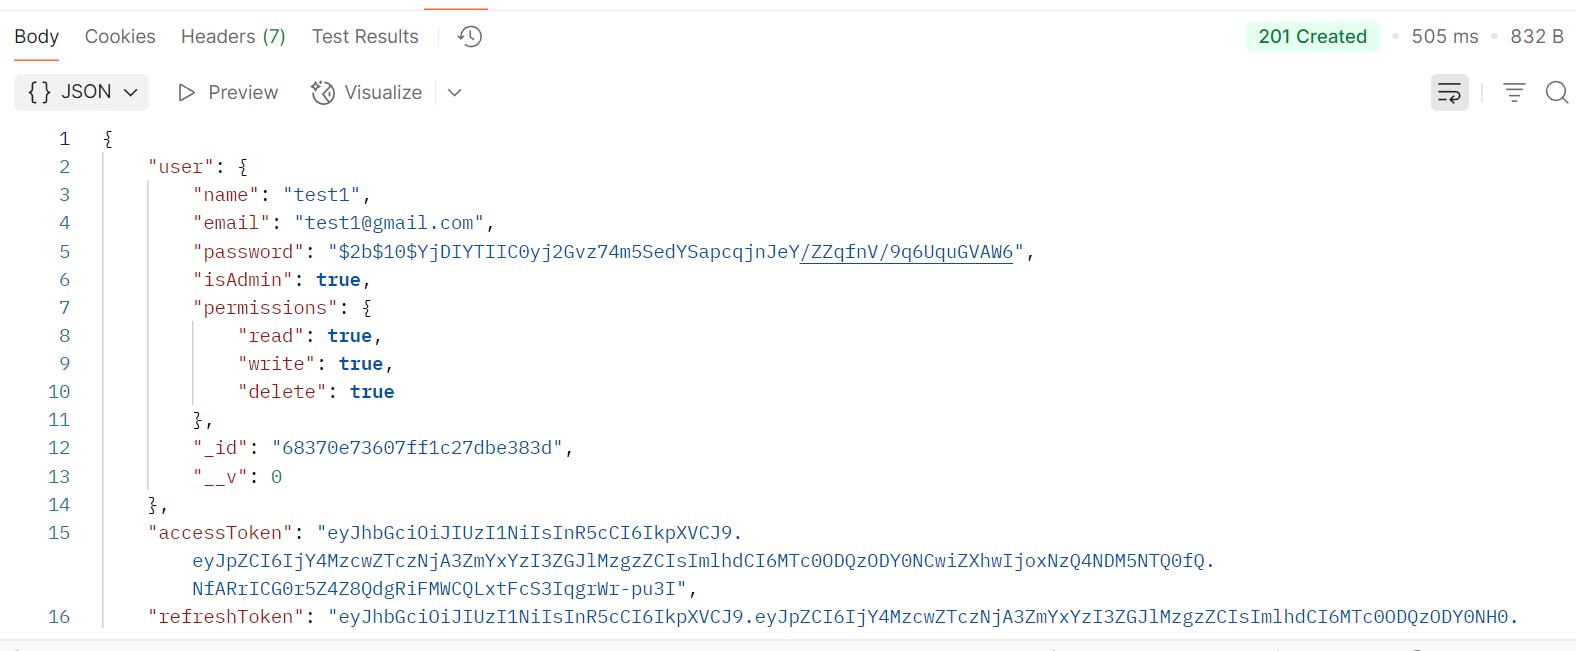 Body Cookies Headers (7) Test Results 201 Created • 505 ms • 832 B
{} JSON Preview Visualize
1 {
2 "user": {
3 "name": "test1",
4 "email": "test1@gmail.com",
5 "password": "$2b$10$YjDIYTIIC0yj2Gvz74m5SedYSapcqjnJeY/ZZqfnV/9q6UquGVAW6",
6 "isAdmin": true,
7 "permissions": {
8 "read": true,
9 "write": true,
10 "delete": true
11 },
12 "_id": "68370e73607ff1c27dbe383d",
13 "__v": 0
14 },
15 "accessToken": "eyJhbGciOiJIUzI1NiIsInR5cCI6IkpXVCJ9.
eyJpZCI6IjY4MzcwZTczNjA3ZmYxYzI3ZGJlMzgzZCIsImlhdCI6MTc0ODQzODY0NCwiZXhwIjoxNzQ4NDM5NTQ0fQ.
NfARrICG0r5Z4Z8QdgRiFMWCQLxtFcS3IqgrWr-pu3I",
16 "refreshToken": "eyJhbGciOiJIUzI1NiIsInR5cCI6IkpXVCJ9.eyJpZCI6IjY4MzcwZTczNjA3ZmYxYzI3ZGJlMzgzZCIsImlhdCI6MTc0ODQzODY0NH0.